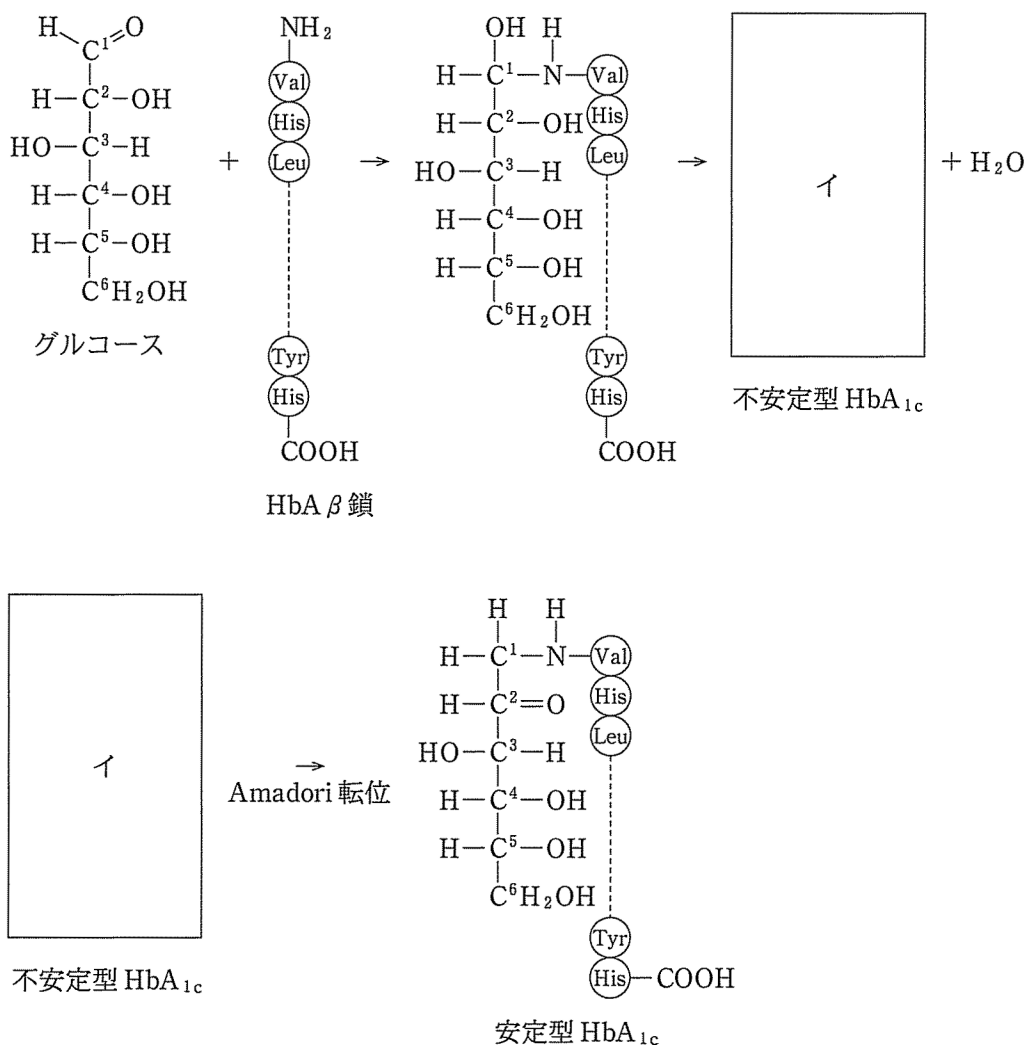 H O NH₂ OH H
C¹ Val H－C¹－N－Val
H－C²－OH His H－C²－OH His
HO－C³－H + Leu → HO－C³－H Leu → イ + H₂O
H－C⁴－OH H－C⁴－OH
H－C⁵－OH H－C⁵－OH
C⁶H₂OH C⁶H₂OH
グルコース Tyr Tyr
His His 不安定型 HbA₁c
COOH COOH
HbA β 鎖
H H
H－C¹－N－Val
H－C²=O His
HO－C³－H Leu
イ → H－C⁴－OH
Amadori 転位 H－C⁵－OH
C⁶H₂OH
Tyr
不安定型 HbA₁c His－COOH
安定型 HbA₁c